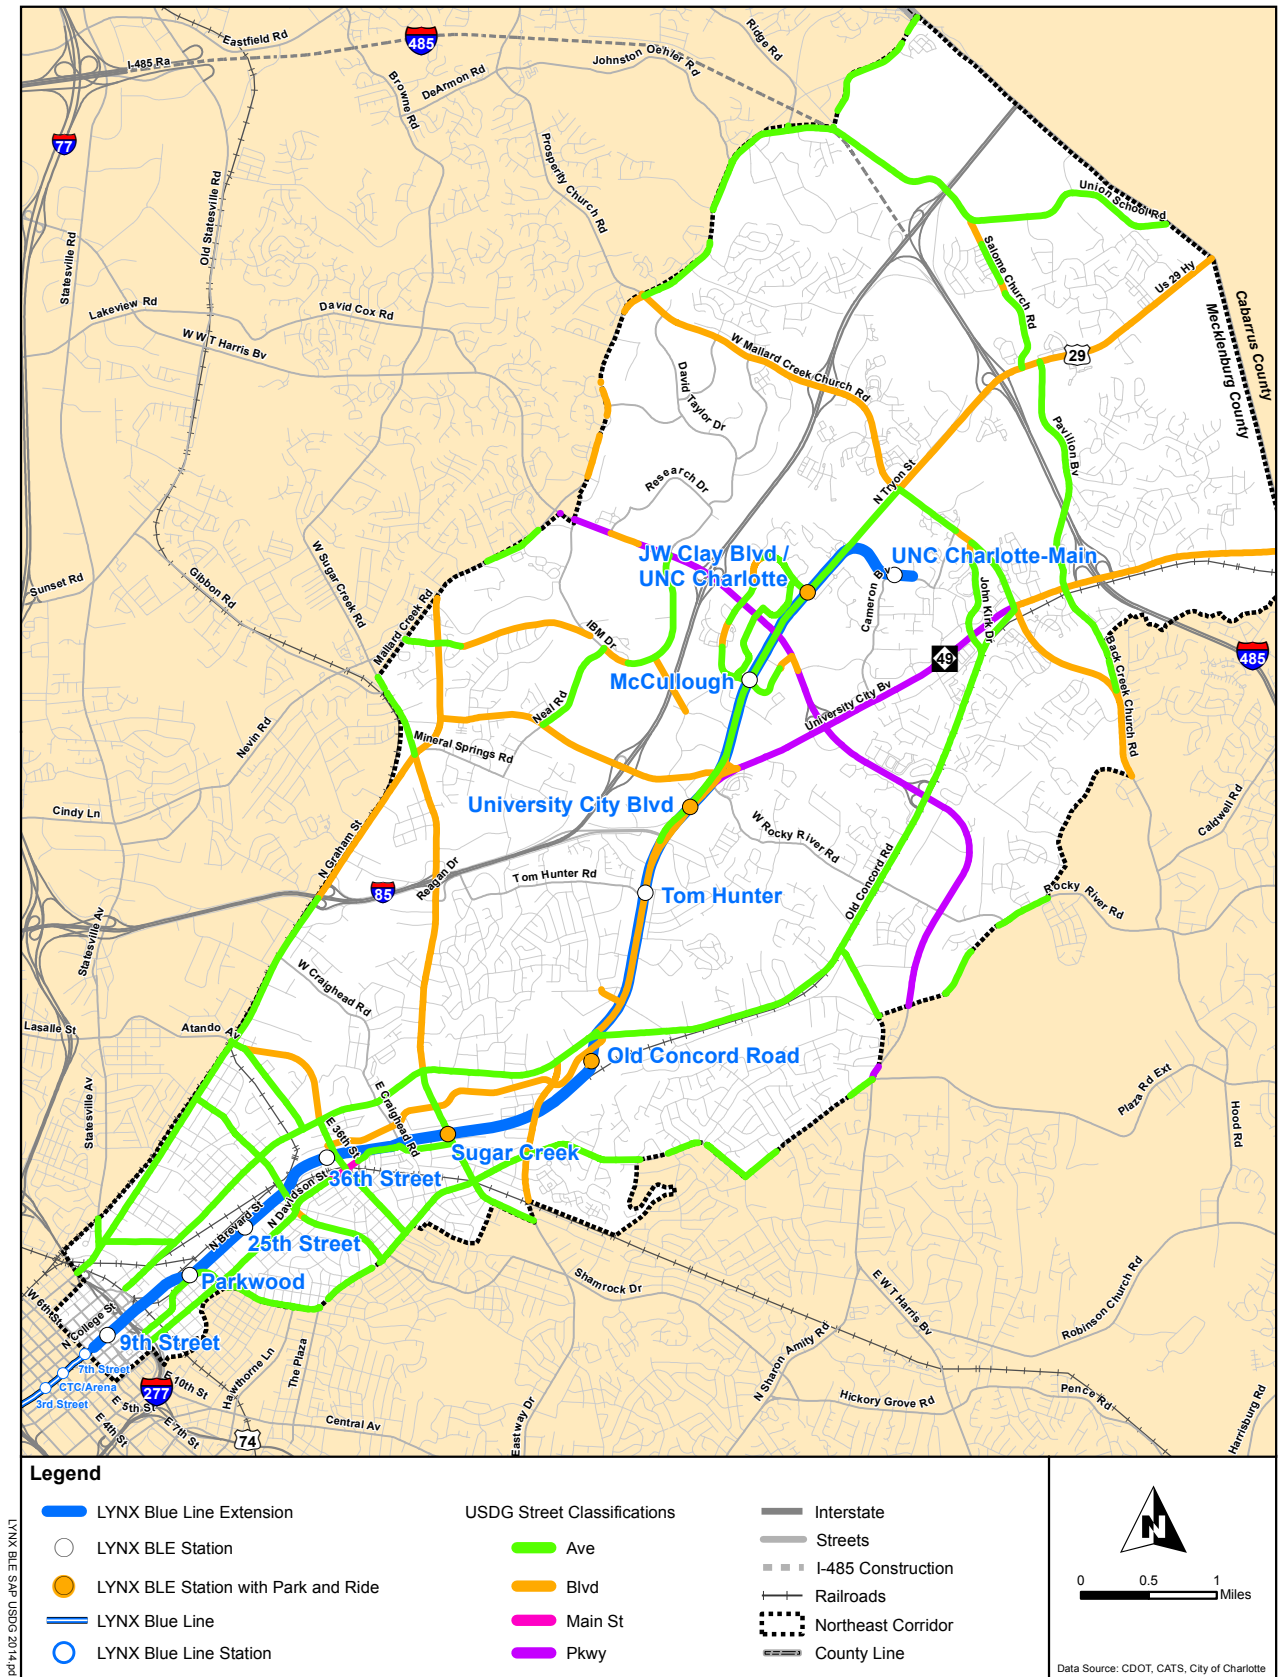 Eastfield Rd
485
I-485 Ra
Ridge Rd
Johnston Oehler Rd
DeArmon Rd
Browne Rd
77
Prosperity Church Rd
Old Statesville Rd
Statesville Rd
Union School Rd
Salome Church Rd
Us 29 Hy
Cabarrus County
Mecklenburg County
Lakeview Rd
David Cox Rd
W W T Harris Bv
W Mallard Creek Church Rd
29
David Taylor Dr
Pavilion Bv
Research Dr
N Tryon St
JW Clay Blvd /
UNC Charlotte
UNC Charlotte-Main
W Sugar Creek Rd
Gibbon Rd
Sunset Rd
Cameron Bv
John Kirk Dr
Mallard Creek Rd
IBM Dr
49
485
Back Creek Church Rd
McCullough
Neal Rd
University City Bv
Nevin Rd
Mineral Springs Rd
University City Blvd
Cindy Ln
Caldwell Rd
W Rocky River Rd
N Graham St
Reagan Dr
85
Tom Hunter Rd
Tom Hunter
Old Concord Rd
Rocky River Rd
Statesville Av
W Craighead Rd
Lasalle St
Atando Av
Old Concord Road
Statesville Av
E Craighead Rd
Plaza Rd Ext
Hood Rd
E 36th St
Sugar Creek
36th Street
N Davidson St
N Brevard St
25th Street
Parkwood
Shamrock Dr
E W T Harris Bv
Robinson Church Rd
W 6th St
N College St
9th Street
7th Street
CTC/Arena
3rd Street
277
E 10th St
E 5th St
E 4th St
E 7th St
Hawthorne Ln
The Plaza
74
Central Av
Eastway Dr
N Sharon Amity Rd
Hickory Grove Rd
Pence Rd
Harrisburg Rd
Legend
LYNX Blue Line Extension
LYNX BLE Station
LYNX BLE Station with Park and Ride
LYNX Blue Line
LYNX Blue Line Station
USDG Street Classifications
Ave
Blvd
Main St
Pkwy
Interstate
Streets
I-485 Construction
Railroads
Northeast Corridor
County Line
N
0 0.5 1
Miles
Data Source: CDOT, CATS, City of Charlotte
LYNX BLE SAP USDG 2014.pd